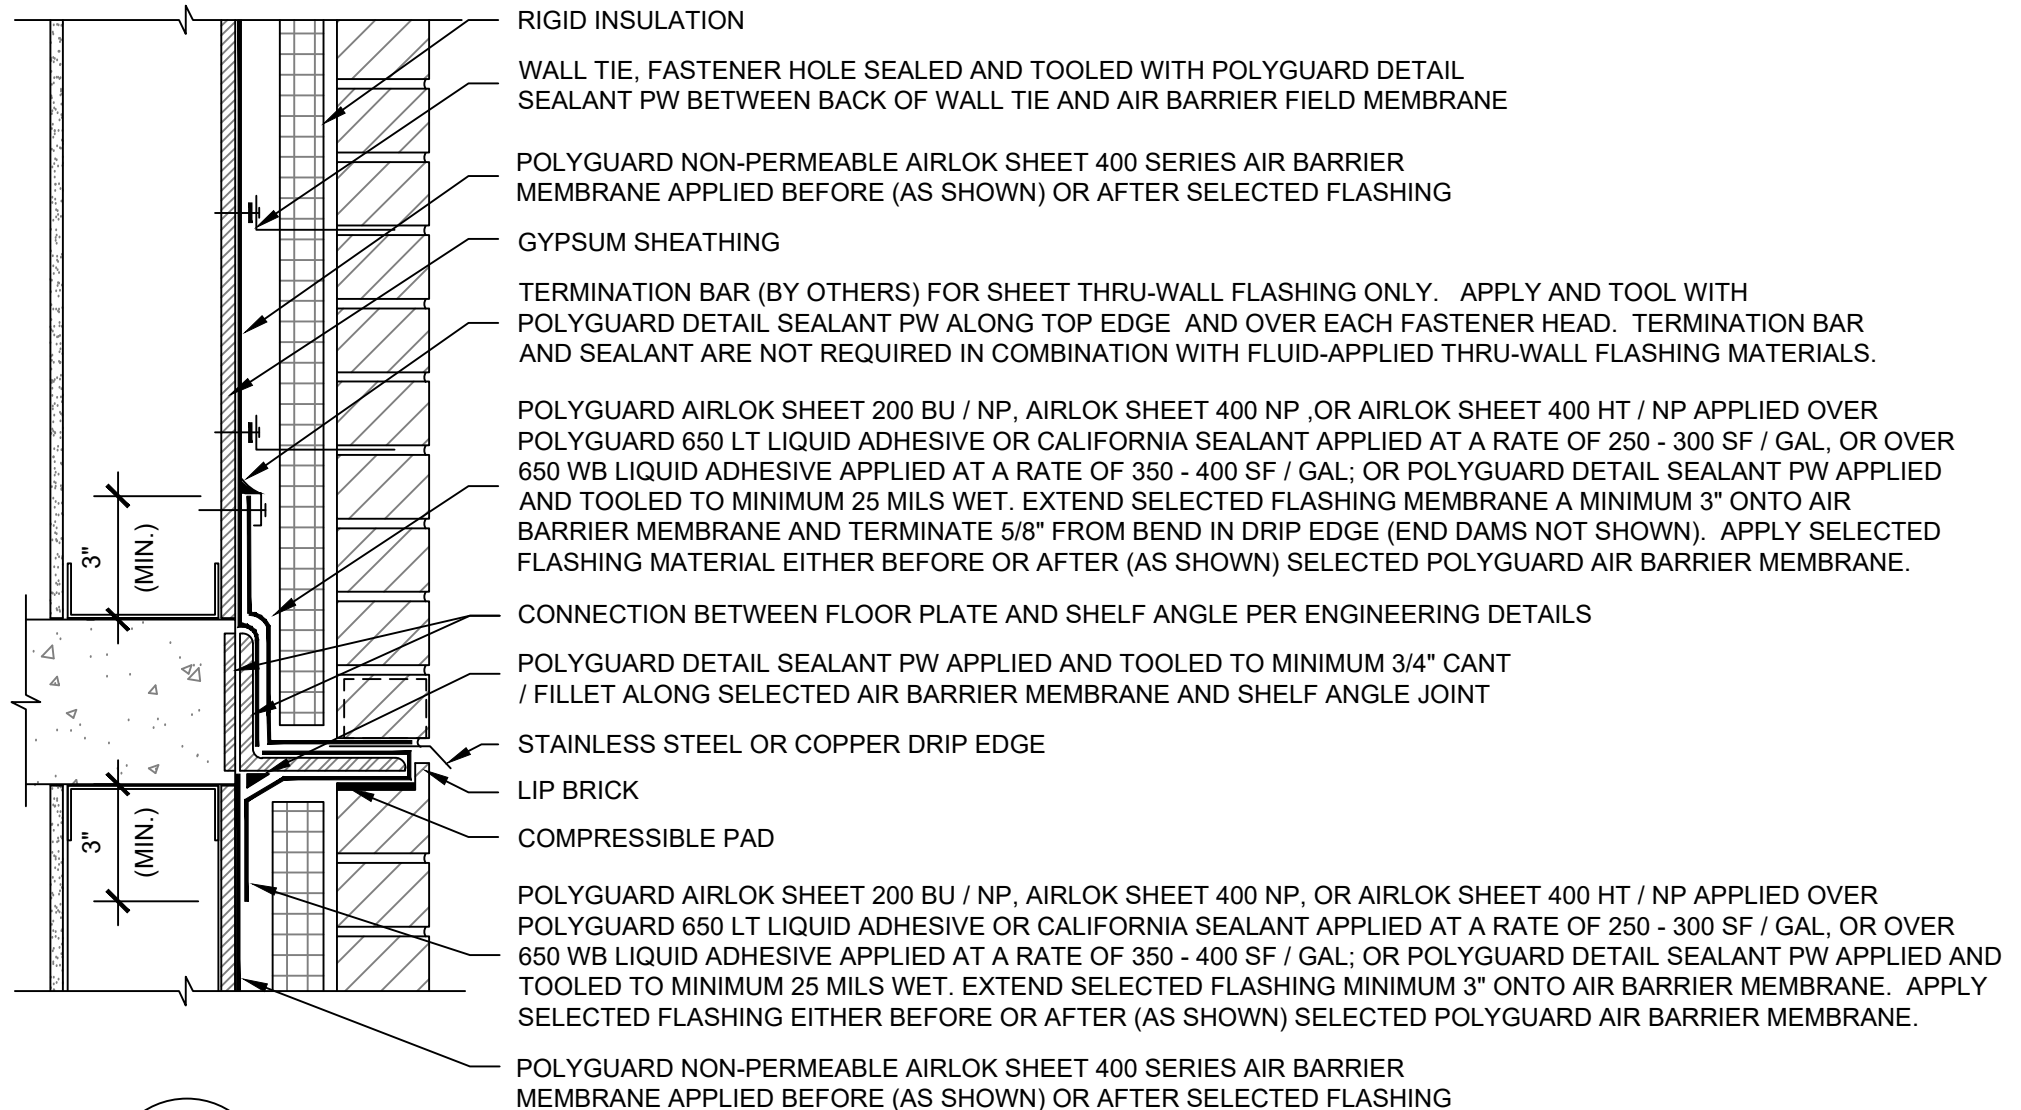 RIGID INSULATION
WALL TIE, FASTENER HOLE SEALED AND TOOLED WITH POLYGUARD DETAIL
SEALANT PW BETWEEN BACK OF WALL TIE AND AIR BARRIER FIELD MEMBRANE
POLYGUARD NON-PERMEABLE AIRLOK SHEET 400 SERIES AIR BARRIER
MEMBRANE APPLIED BEFORE (AS SHOWN) OR AFTER SELECTED FLASHING
GYPSUM SHEATHING
TERMINATION BAR (BY OTHERS) FOR SHEET THRU-WALL FLASHING ONLY.   APPLY AND TOOL WITH
POLYGUARD DETAIL SEALANT PW ALONG TOP EDGE  AND OVER EACH FASTENER HEAD.  TERMINATION BAR
AND SEALANT ARE NOT REQUIRED IN COMBINATION WITH FLUID-APPLIED THRU-WALL FLASHING MATERIALS.
POLYGUARD AIRLOK SHEET 200 BU / NP, AIRLOK SHEET 400 NP ,OR AIRLOK SHEET 400 HT / NP APPLIED OVER
POLYGUARD 650 LT LIQUID ADHESIVE OR CALIFORNIA SEALANT APPLIED AT A RATE OF 250 - 300 SF / GAL, OR OVER
650 WB LIQUID ADHESIVE APPLIED AT A RATE OF 350 - 400 SF / GAL; OR POLYGUARD DETAIL SEALANT PW APPLIED
AND TOOLED TO MINIMUM 25 MILS WET. EXTEND SELECTED FLASHING MEMBRANE A MINIMUM 3" ONTO AIR
BARRIER MEMBRANE AND TERMINATE 5/8" FROM BEND IN DRIP EDGE (END DAMS NOT SHOWN).  APPLY SELECTED
FLASHING MATERIAL EITHER BEFORE OR AFTER (AS SHOWN) SELECTED POLYGUARD AIR BARRIER MEMBRANE.
3"
(MIN.)
CONNECTION BETWEEN FLOOR PLATE AND SHELF ANGLE PER ENGINEERING DETAILS
POLYGUARD DETAIL SEALANT PW APPLIED AND TOOLED TO MINIMUM 3/4" CANT
/ FILLET ALONG SELECTED AIR BARRIER MEMBRANE AND SHELF ANGLE JOINT
STAINLESS STEEL OR COPPER DRIP EDGE
LIP BRICK
COMPRESSIBLE PAD
3"
(MIN.)
POLYGUARD AIRLOK SHEET 200 BU / NP, AIRLOK SHEET 400 NP, OR AIRLOK SHEET 400 HT / NP APPLIED OVER
POLYGUARD 650 LT LIQUID ADHESIVE OR CALIFORNIA SEALANT APPLIED AT A RATE OF 250 - 300 SF / GAL, OR OVER
650 WB LIQUID ADHESIVE APPLIED AT A RATE OF 350 - 400 SF / GAL; OR POLYGUARD DETAIL SEALANT PW APPLIED AND
TOOLED TO MINIMUM 25 MILS WET. EXTEND SELECTED FLASHING MINIMUM 3" ONTO AIR BARRIER MEMBRANE.  APPLY
SELECTED FLASHING EITHER BEFORE OR AFTER (AS SHOWN) SELECTED POLYGUARD AIR BARRIER MEMBRANE.
POLYGUARD NON-PERMEABLE AIRLOK SHEET 400 SERIES AIR BARRIER
MEMBRANE APPLIED BEFORE (AS SHOWN) OR AFTER SELECTED FLASHING